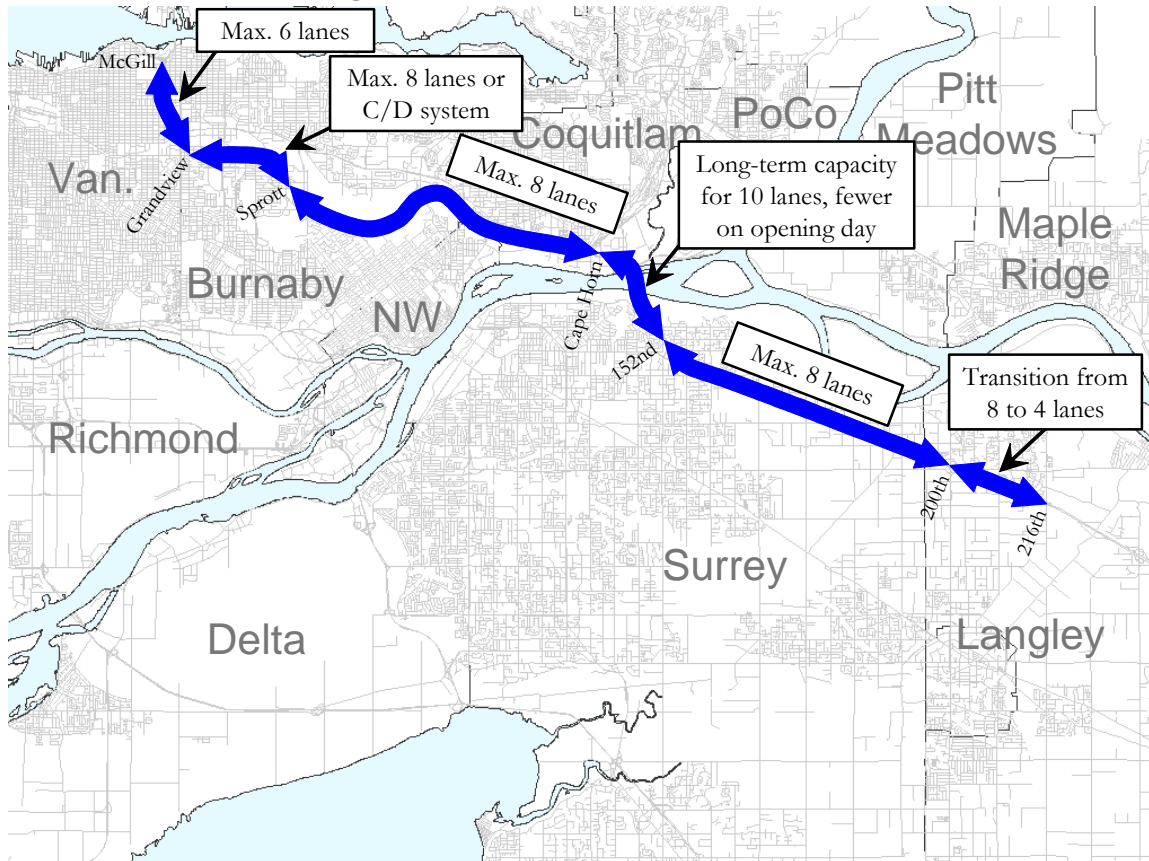 Max. 6 lanes
McGill
Max. 8 lanes or
C/D system
Coquitlam
PoCo
Pitt
Meadows
Van.
Grandview
Sprott
Max. 8 lanes
Long-term capacity
for 10 lanes, fewer
on opening day
Maple
Ridge
Burnaby
NW
Cape Horn
152nd
Max. 8 lanes
Transition from
8 to 4 lanes
Richmond
200th
216th
Surrey
Delta
Langley